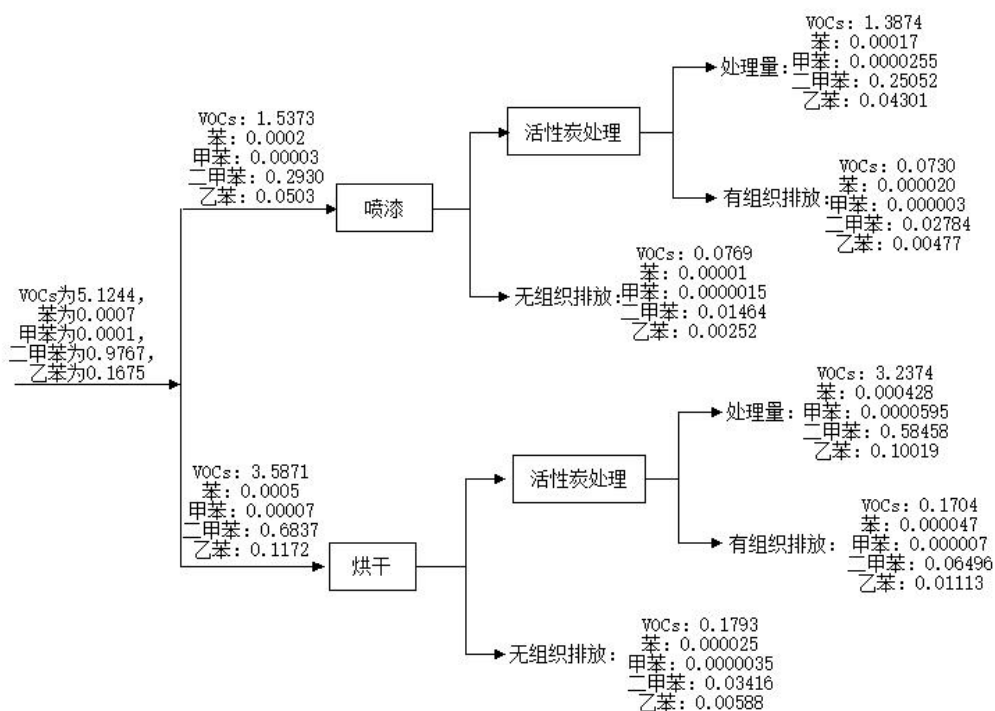 VOCs为5.1244,
苯为0.0007
甲苯为0.0001,
二甲苯为0.9767,
乙苯为0.1675
VOCs: 1.5373
苯: 0.0002
甲苯: 0.00003
二甲苯: 0.2930
乙苯: 0.0503
喷漆
活性炭处理
处理量:
VOCs: 1.3874
苯: 0.00017
甲苯: 0.0000255
二甲苯: 0.25052
乙苯: 0.04301
有组织排放:
VOCs: 0.0730
苯: 0.000020
甲苯: 0.000003
二甲苯: 0.02784
乙苯: 0.00477
无组织排放:
VOCs: 0.0769
苯: 0.00001
甲苯: 0.0000015
二甲苯: 0.01464
乙苯: 0.00252
VOCs: 3.5871
苯: 0.0005
甲苯: 0.00007
二甲苯: 0.6837
乙苯: 0.1172
烘干
活性炭处理
处理量:
VOCs: 3.2374
苯: 0.000428
甲苯: 0.0000595
二甲苯: 0.58458
乙苯: 0.10019
有组织排放:
VOCs: 0.1704
苯: 0.000047
甲苯: 0.000007
二甲苯: 0.06496
乙苯: 0.01113
无组织排放:
VOCs: 0.1793
苯: 0.000025
甲苯: 0.0000035
二甲苯: 0.03416
乙苯: 0.00588